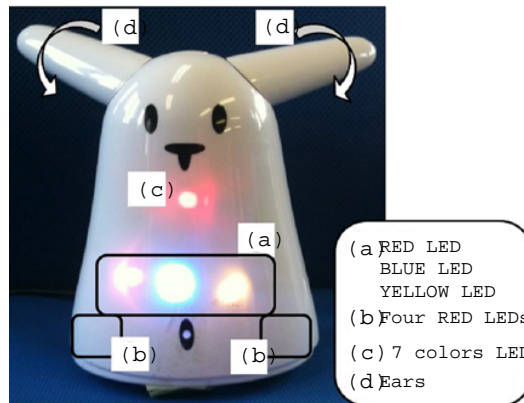 (d) (d)
(c)
(a)
(b) (b)
(a) RED LED
BLUE LED
YELLOW LED
(b) Four RED LEDs
(c) 7 colors LED
(d) Ears